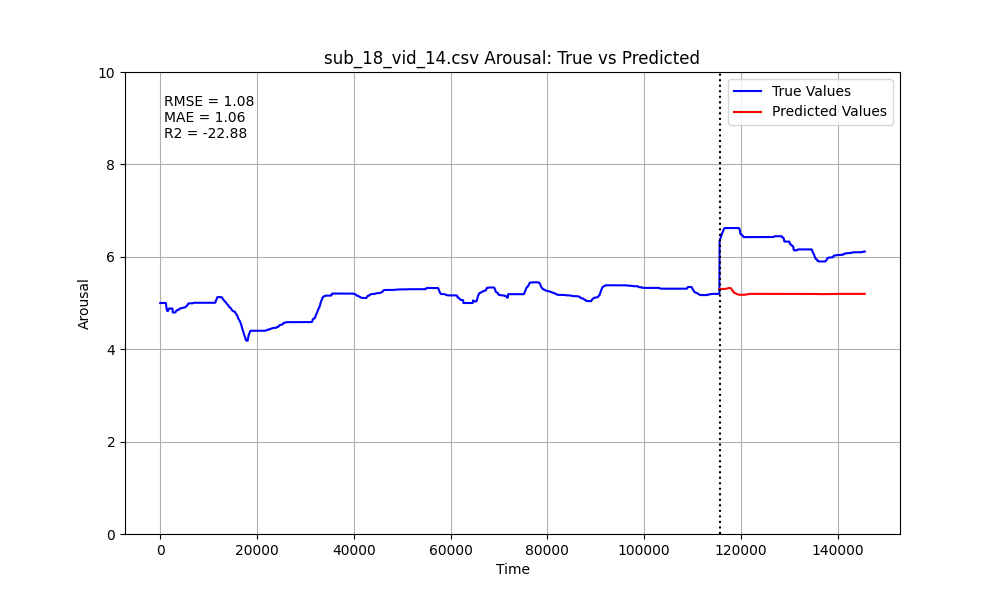 sub_18_vid_14.csv Arousal: True vs Predicted
10
8
6
4
2
0
Arousal
RMSE = 1.08
MAE = 1.06
R2 = -22.88
True Values
Predicted Values
0 20000 40000 60000 80000 100000 120000 140000
Time